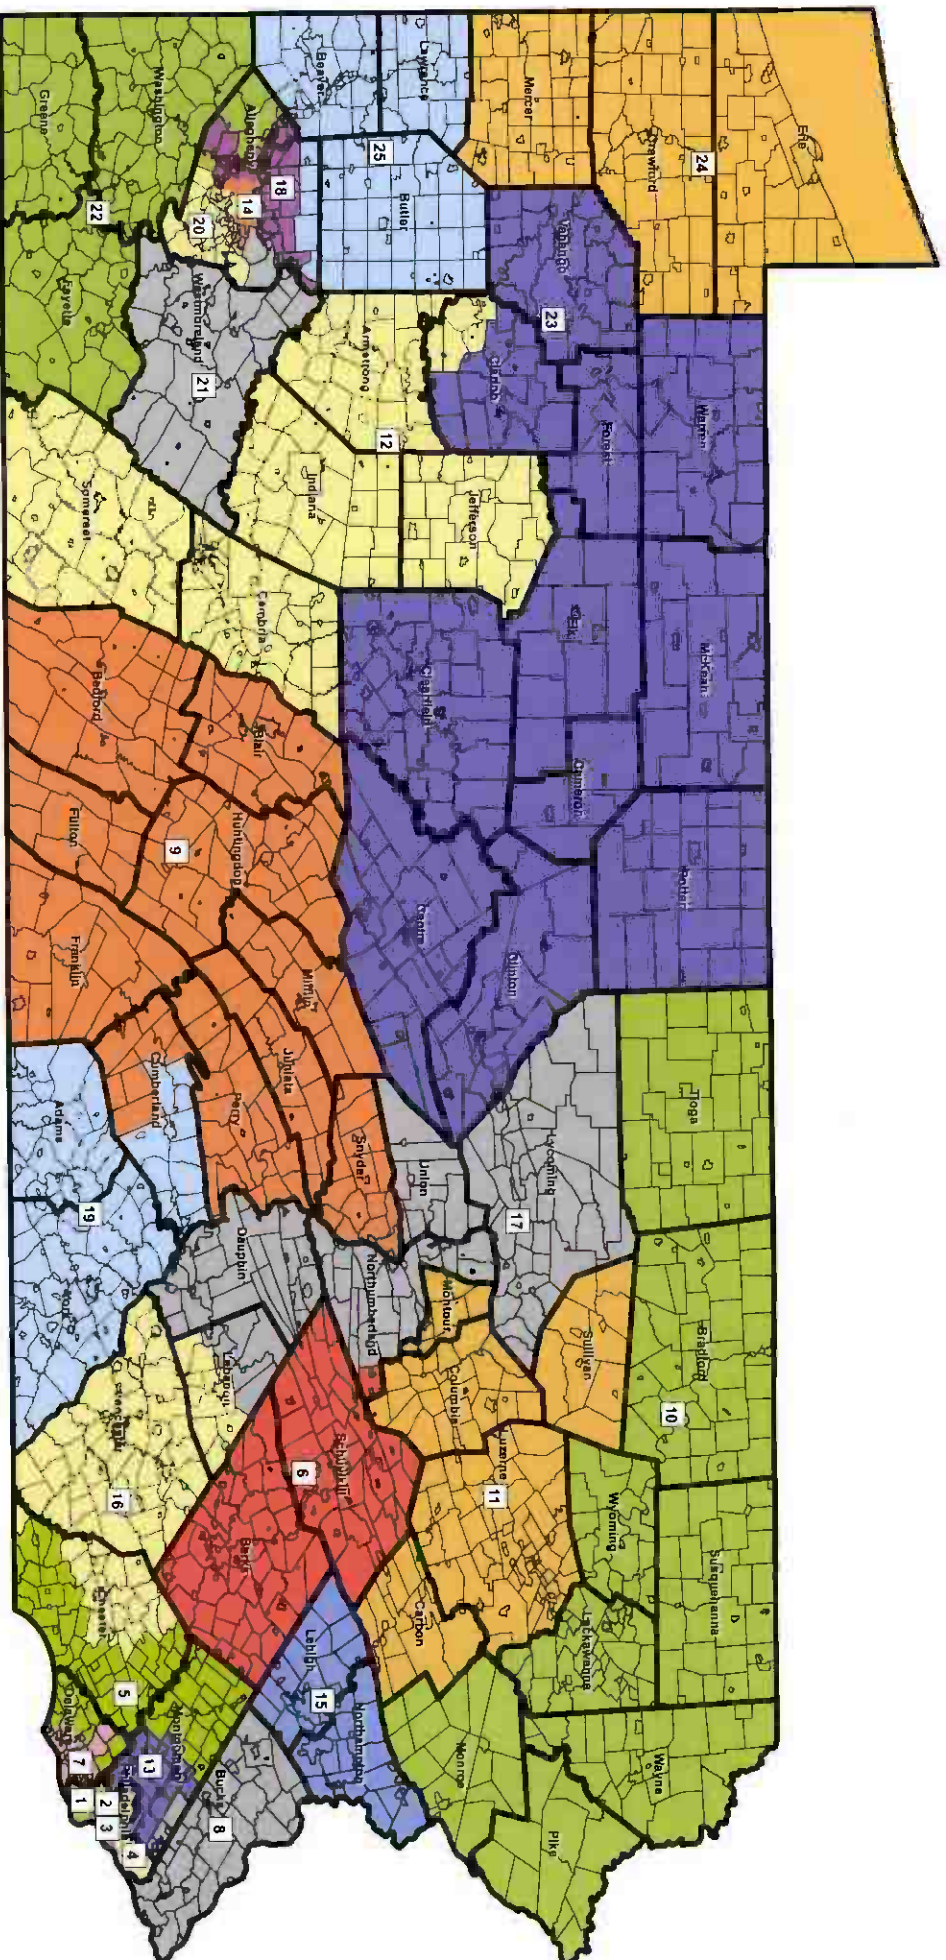 Erie
24
Crawford
Mercer
Lawrence
Beaver
25
Butler
Venango
23
Clarion
Forest
Warren
McKean
Potter
Elk
Cameron
Clinton
Centre
Clearfield
Jefferson
12
Armstrong
Indiana
Cambria
Somerset
Allegheny
18
14
20
Westmoreland
21
Washington
Greene
22
Fayette
Bedford
Blair
Fulton
Huntingdon
9
Franklin
Mifflin
Juniata
Perry
Cumberland
Snyder
Adams
19
York
Tioga
Bradford
10
Susquehanna
Wayne
Wyoming
Lackawanna
Pike
Monroe
Lycoming
17
Union
Northumberland
Dauphin
Lebanon
Montour
Sullivan
Columbia
Luzerne
11
Carbon
Schuylkill
6
Berks
Lancaster
16
Chester
5
Montgomery
Delaware
7
1
2
3
4
Philadelphia
13
Bucks
8
Lehigh
15
Northampton